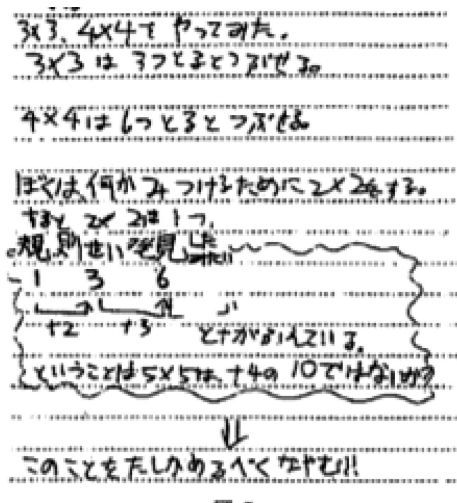 3×3、4×4で やってみた。
3×3は 3つとるとつぶせる。
4×4は6つとるとつぶせる
ぼくは、何かみつけるために2×2をする。
すると 2×2は1つ。
規則せい発見した
1 3 6
+2 +3
と+がふえている。
ということは5×5は、+4の10ではないか?
⇓
このことをたしかめるべく なやむ!!